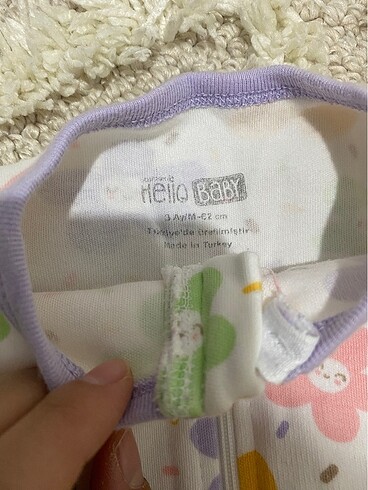 Hello BABY
3 Ay/M-62 cm
Türkiye'de Üretilmiştir
Made in Turkey